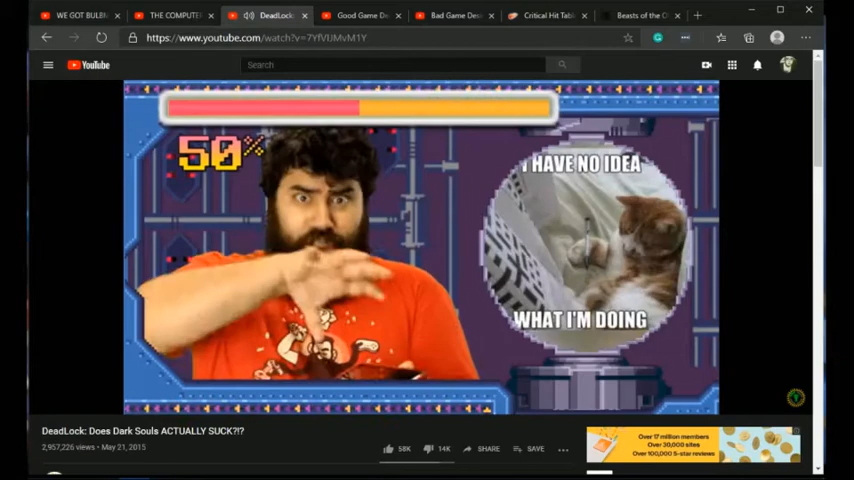 WE GOT BULBM
THE COMPUTER
DeadLock:
Good Game De
Bad Game Des
Critical Hit Tabl
Beasts of the O
https://www.youtube.com/watch?v=7YfVIJMvM1Y
YouTube
Search
50%
I HAVE NO IDEA
WHAT I'M DOING
DeadLock: Does Dark Souls ACTUALLY SUCK?!?
2,957,226 views • May 21, 2015
58K
14K
SHARE
SAVE
Over 17 million members
Over 30,000 sites
Over 100,000 5-star reviews